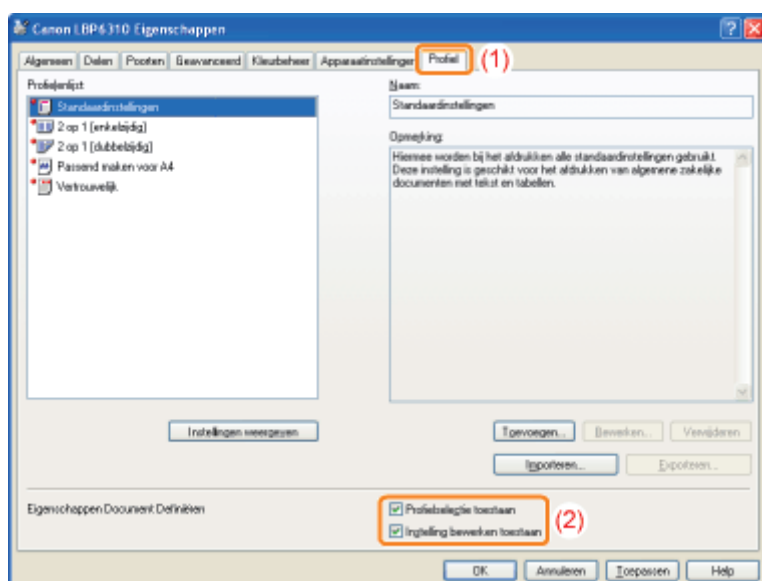 Canon LBP6310 Eigenschappen
Algemeen Delen Poorten Geavanceerd Kleurbeheer Apparaatinstellingen Profiel (1)
Profielenlijst:
Standaardinstellingen
2 op 1 [enkelzijdig]
2 op 1 [dubbelzijdig]
Passend maken voor A4
Vertrouwelijk
Instellingen weergeven
Naam:
Standaardinstellingen
Opmerking:
Hiermee worden bij het afdrukken alle standaardinstellingen gebruikt.
Deze instelling is geschikt voor het afdrukken van algemene zakelijke
documenten met tekst en tabellen.
Toevoegen... Bewerken... Verwijderen
Importeren... Exporteren...
Eigenschappen Document Definiëren
Profielselectie toestaan
Instelling bewerken toestaan
(2)
OK Annuleren Toepassen Help